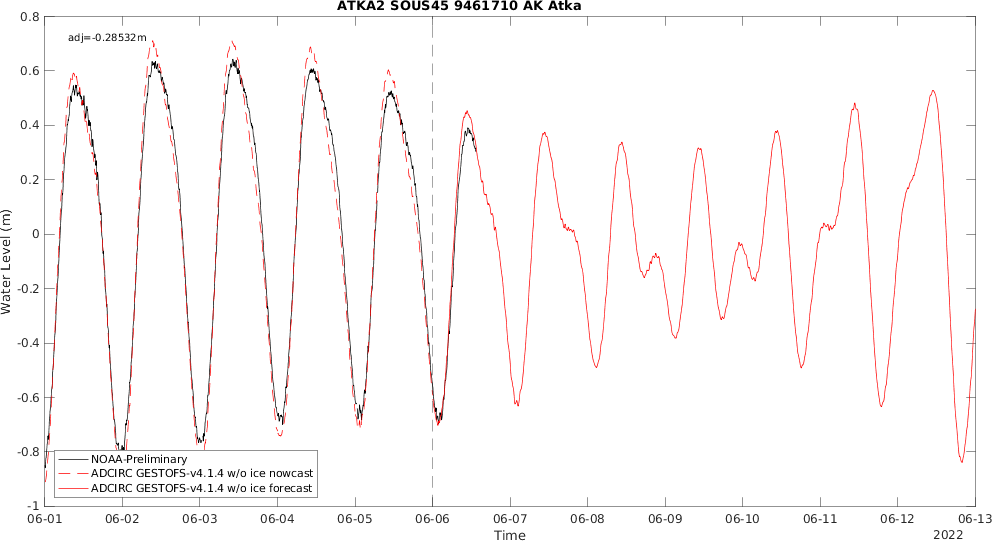 ATKA2 SOUS45 9461710 AK Atka
adj=-0.28532m
0.8
0.6
0.4
0.2
0
-0.2
-0.4
-0.6
-0.8
-1
Water Level (m)
NOAA-Preliminary
ADCIRC GESTOFS-v4.1.4 w/o ice nowcast
ADCIRC GESTOFS-v4.1.4 w/o ice forecast
06-01 06-02 06-03 06-04 06-05 06-06 06-07 06-08 06-09 06-10 06-11 06-12 06-13
Time
2022